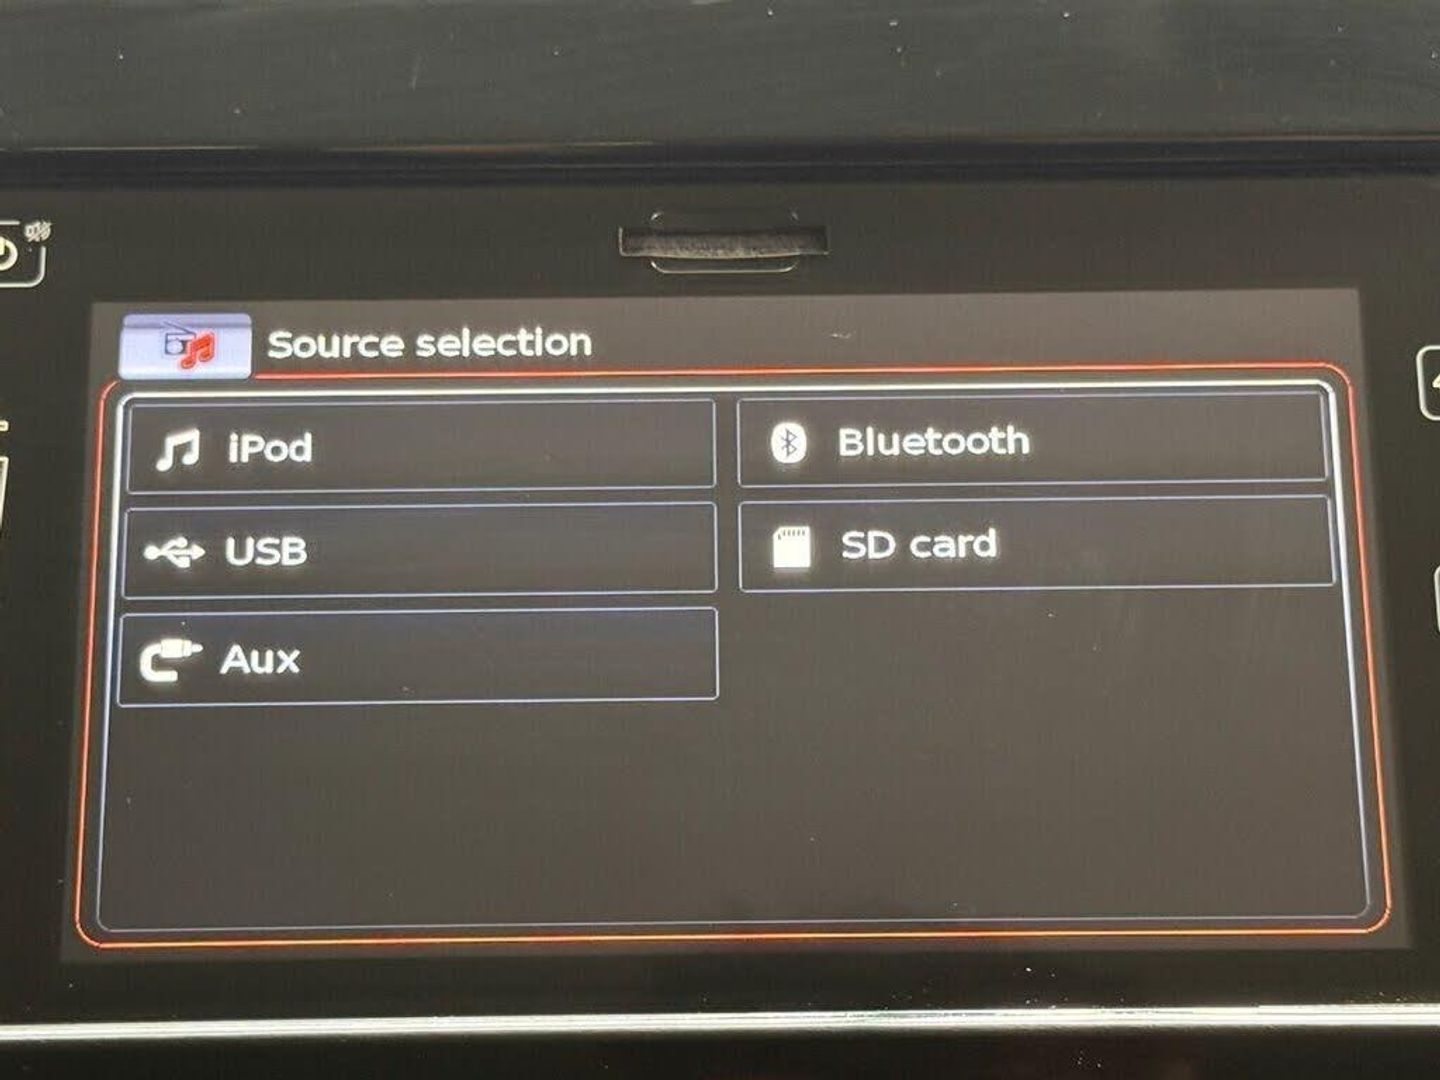 Source selection
iPod
Bluetooth
USB
SD card
Aux